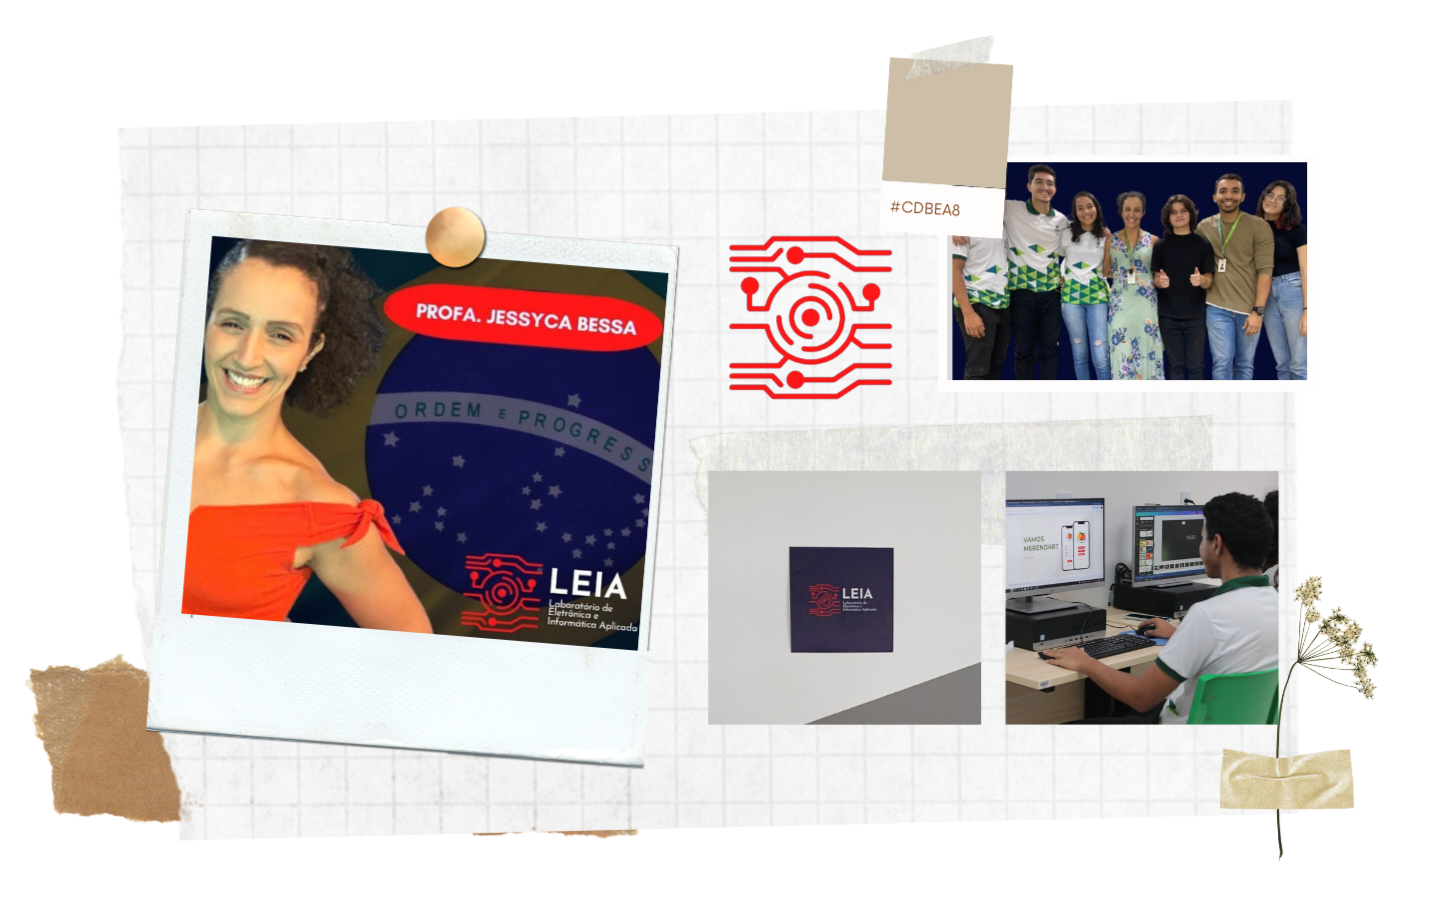 #CDBEA8
PROFA. JESSYCA BESSA
ORDEM E PROGRESS
LEIA
Laboratório de
Eletrônica e
Informática Aplicada
LEIA
Laboratório de
Eletrônica e
Informática Aplicada
VAMOS
MERENDAR?